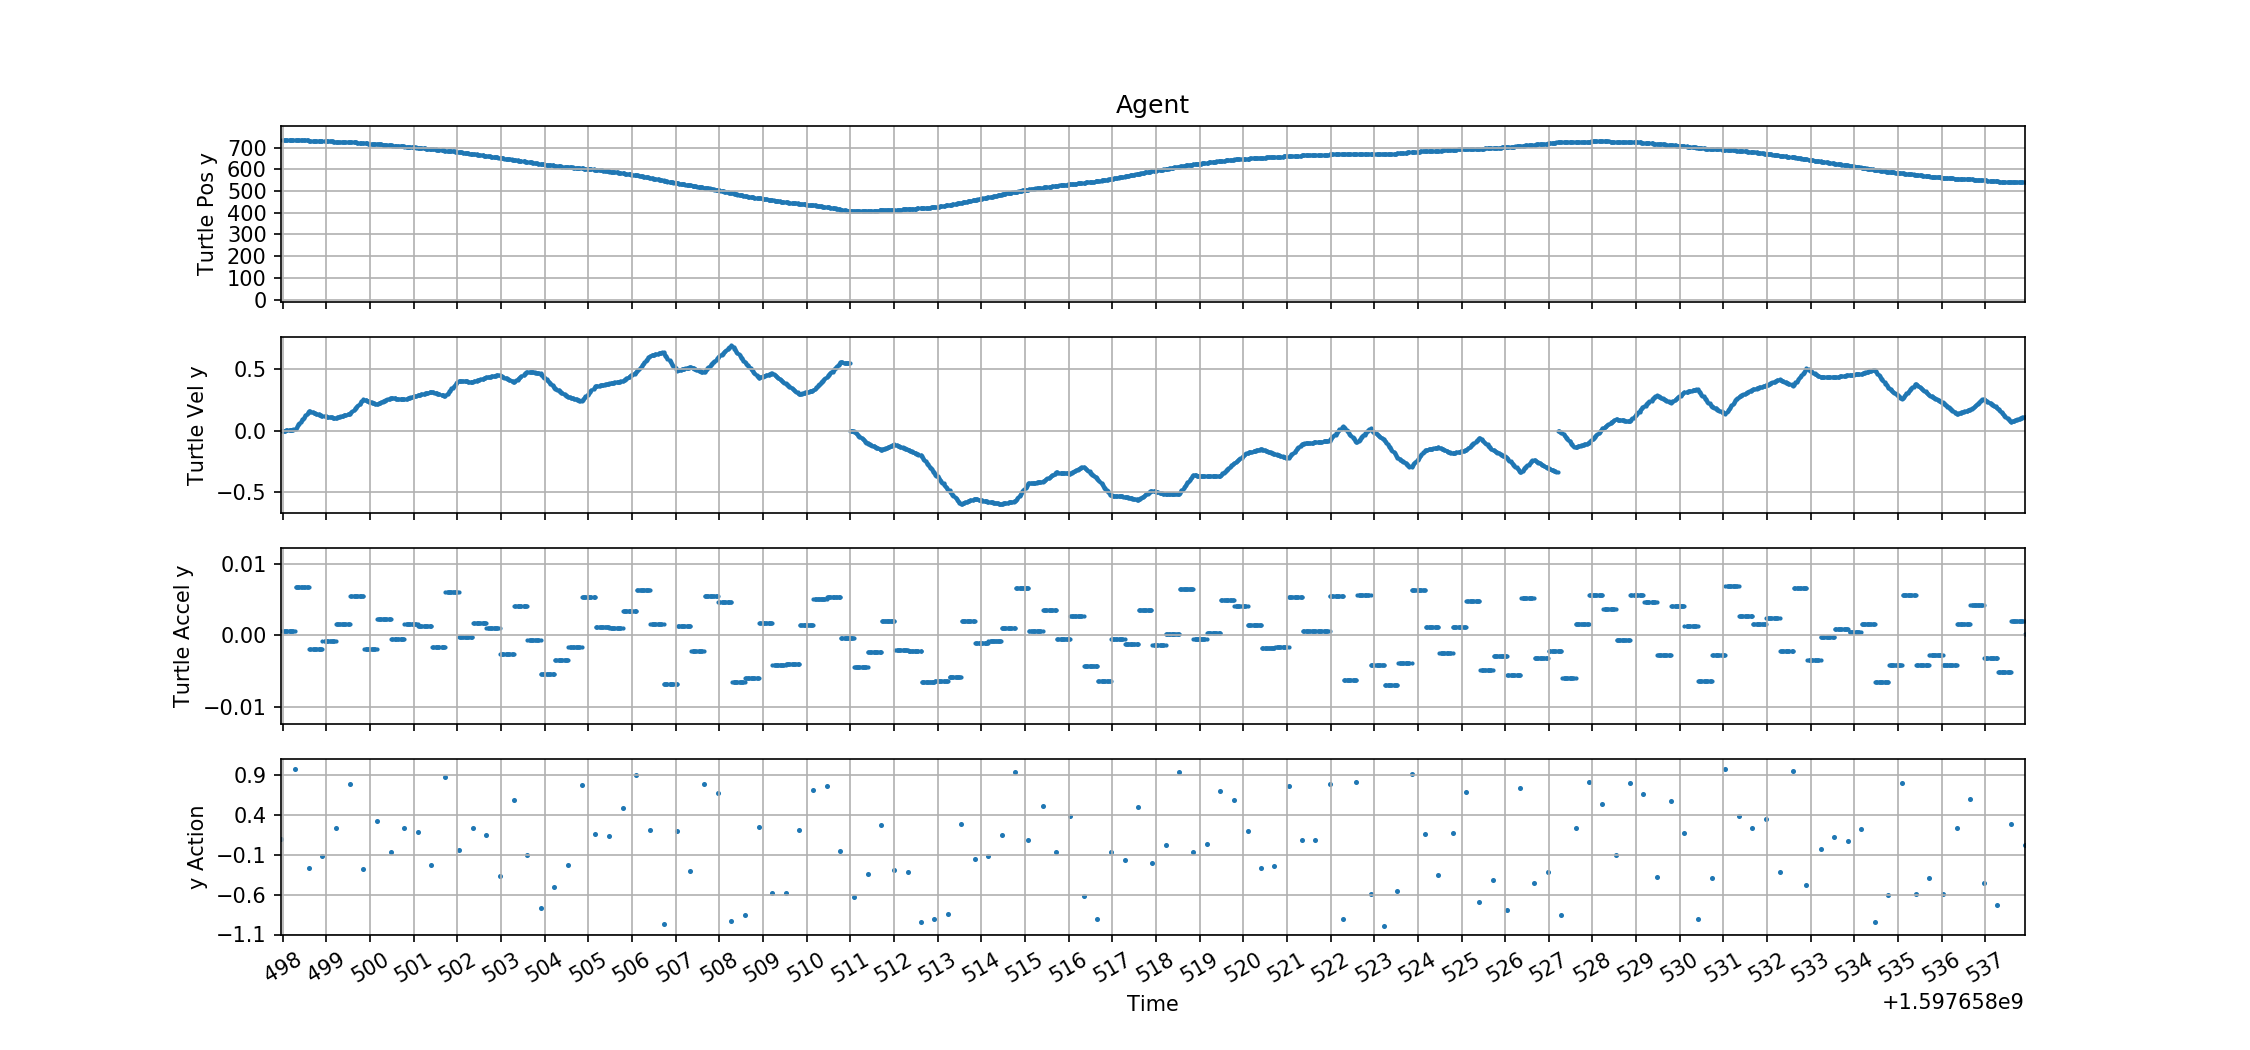 Agent
Turtle Pos y
700
600
500
400
300
200
100
0
Turtle Vel y
0.5
0.0
−0.5
Turtle Accel y
0.01
0.00
−0.01
y Action
0.9
0.4
−0.1
−0.6
−1.1
498 499 500 501 502 503 504 505 506 507 508 509 510 511 512 513 514 515 516 517 518 519 520 521 522 523 524 525 526 527 528 529 530 531 532 533 534 535 536 537
Time
+1.597658e9